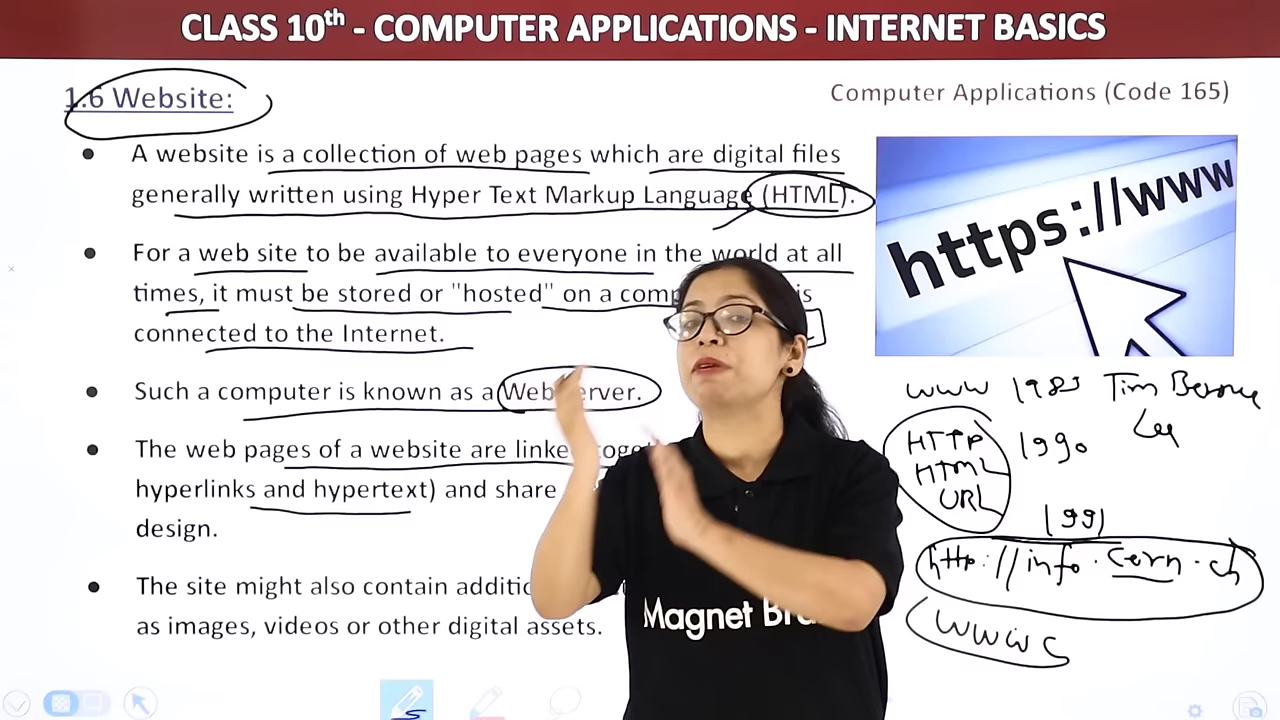 CLASS 10th - COMPUTER APPLICATIONS - INTERNET BASICS
1.6 Website:
Computer Applications (Code 165)
• A website is a collection of web pages which are digital files
generally written using Hyper Text Markup Language (HTML).
• For a web site to be available to everyone in the world at all
times, it must be stored or "hosted" on a comp is
connected to the Internet.
• Such a computer is known as a Web erver.
• The web pages of a website are linke toge
hyperlinks and hypertext) and share
design.
• The site might also contain additio
as images, videos or other digital assets.
https://www
www 1989 Tim Berne
Lee
HTTP 1990
HTML
URL
1991
http://info.cern.ch
WWWC
Magnet Bra